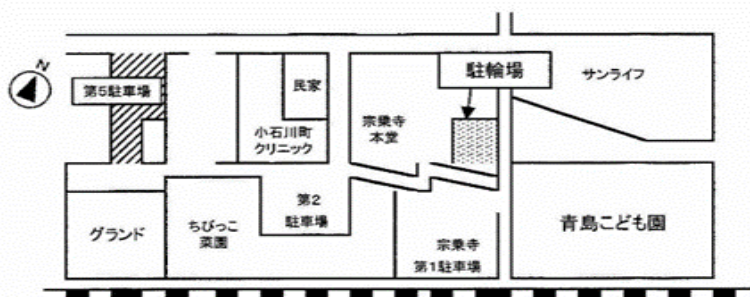 N
第5駐車場
民家
小石川町
クリニック
宗乗寺
本堂
駐輪場
サンライフ
グランド
ちびっこ
菜園
第2
駐車場
宗乗寺
第1駐車場
青島こども園